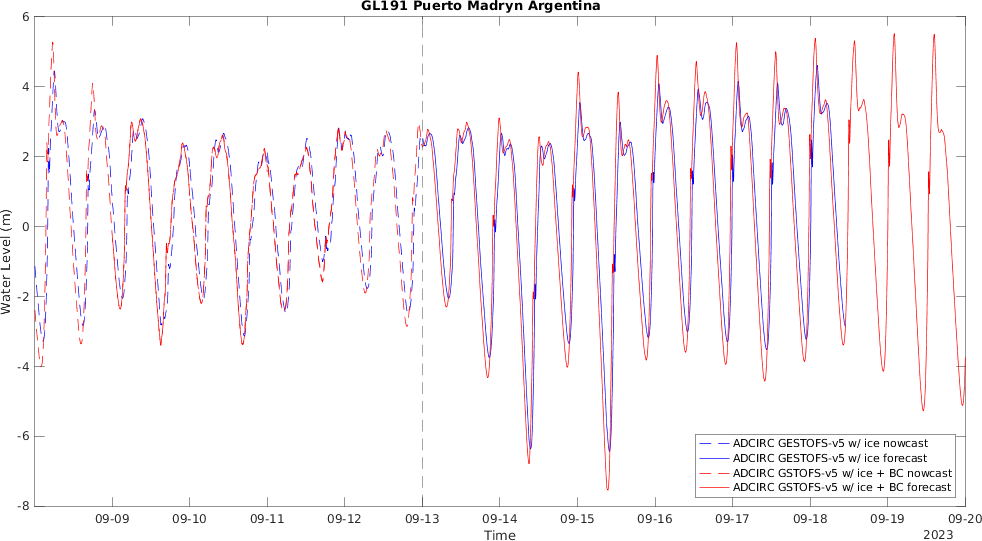 GL191 Puerto Madryn Argentina
6
4
2
0
-2
-4
-6
-8
Water Level (m)
ADCIRC GESTOFS-v5 w/ ice nowcast
ADCIRC GESTOFS-v5 w/ ice forecast
ADCIRC GSTOFS-v5 w/ ice + BC nowcast
ADCIRC GSTOFS-v5 w/ ice + BC forecast
09-09 09-10 09-11 09-12 09-13 09-14 09-15 09-16 09-17 09-18 09-19 09-20
Time
2023